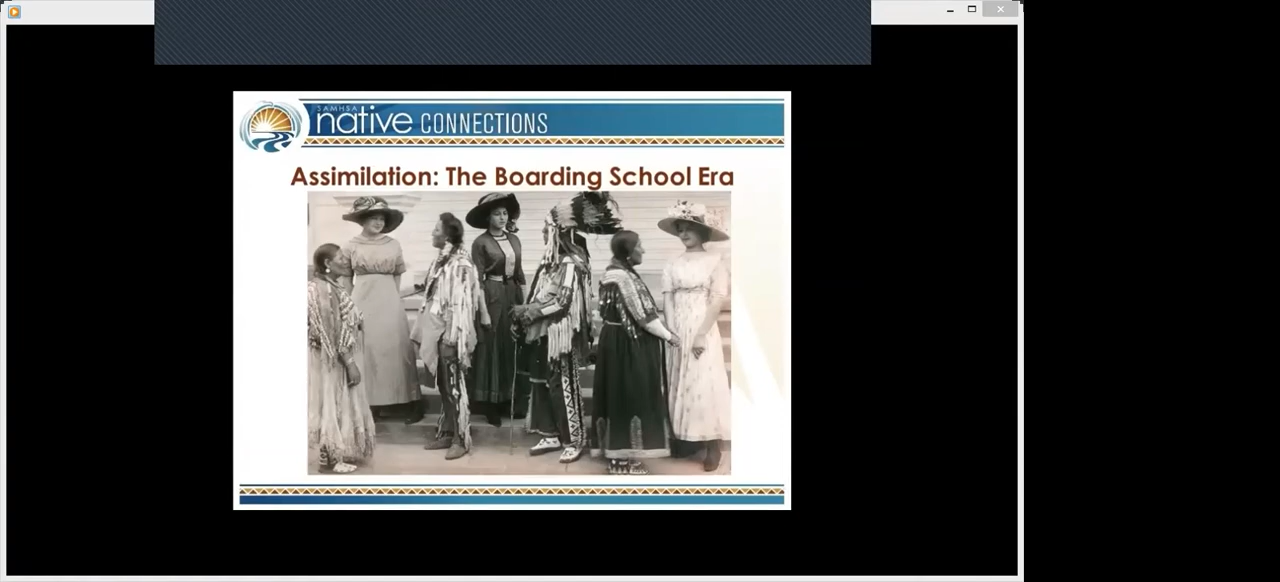 SAMHSA
native CONNECTIONS
Assimilation: The Boarding School Era